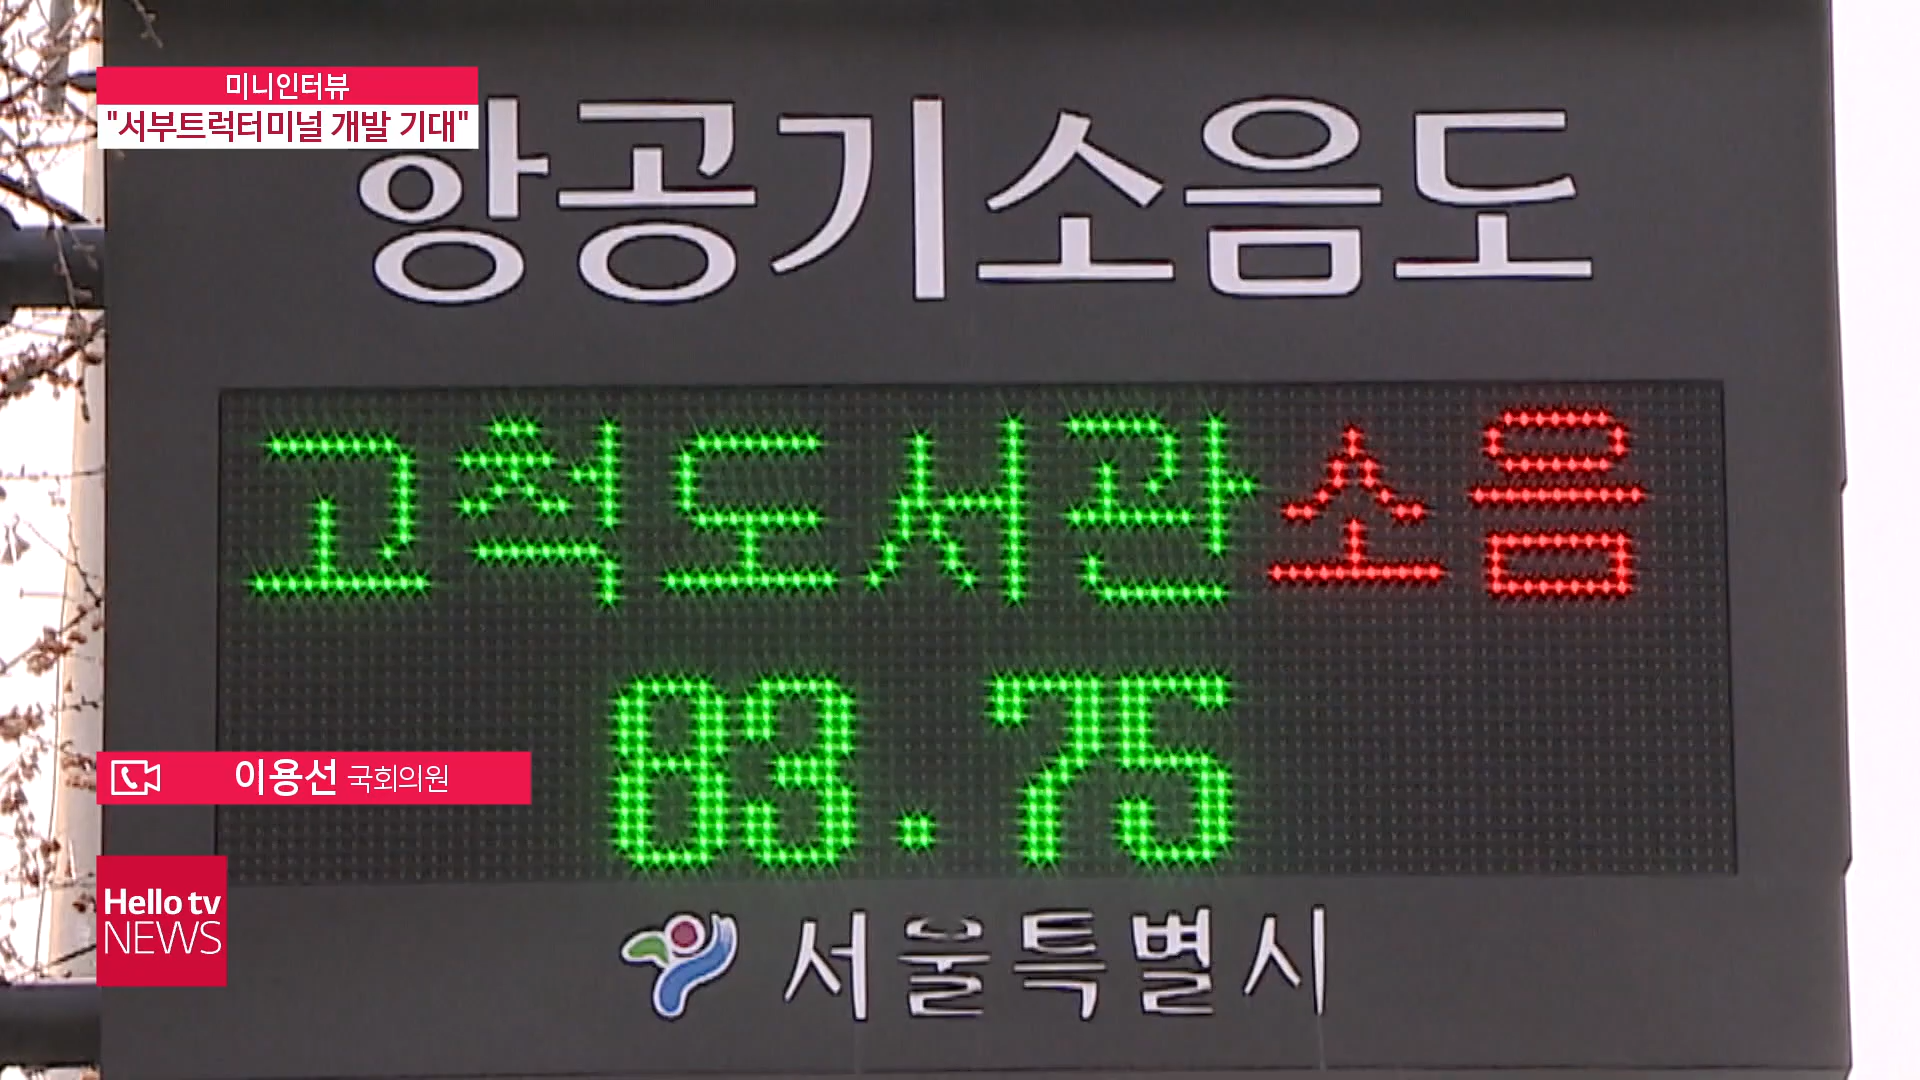 미니인터뷰
"서부트럭터미널 개발 기대"
항공기소음도
고척도서관소음
83.75
이용선 국회의원
Hello tv
NEWS
서울특별시